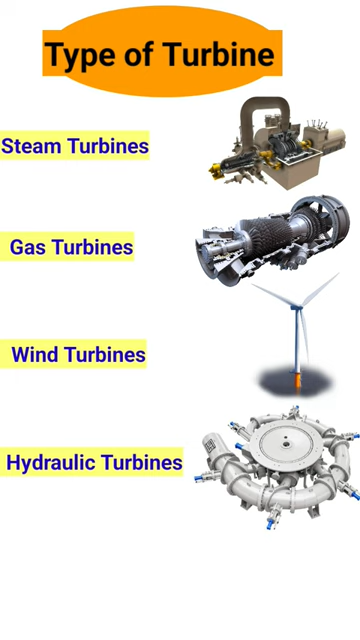 Type of Turbine
Steam Turbines
Gas Turbines
Wind Turbines
Hydraulic Turbines